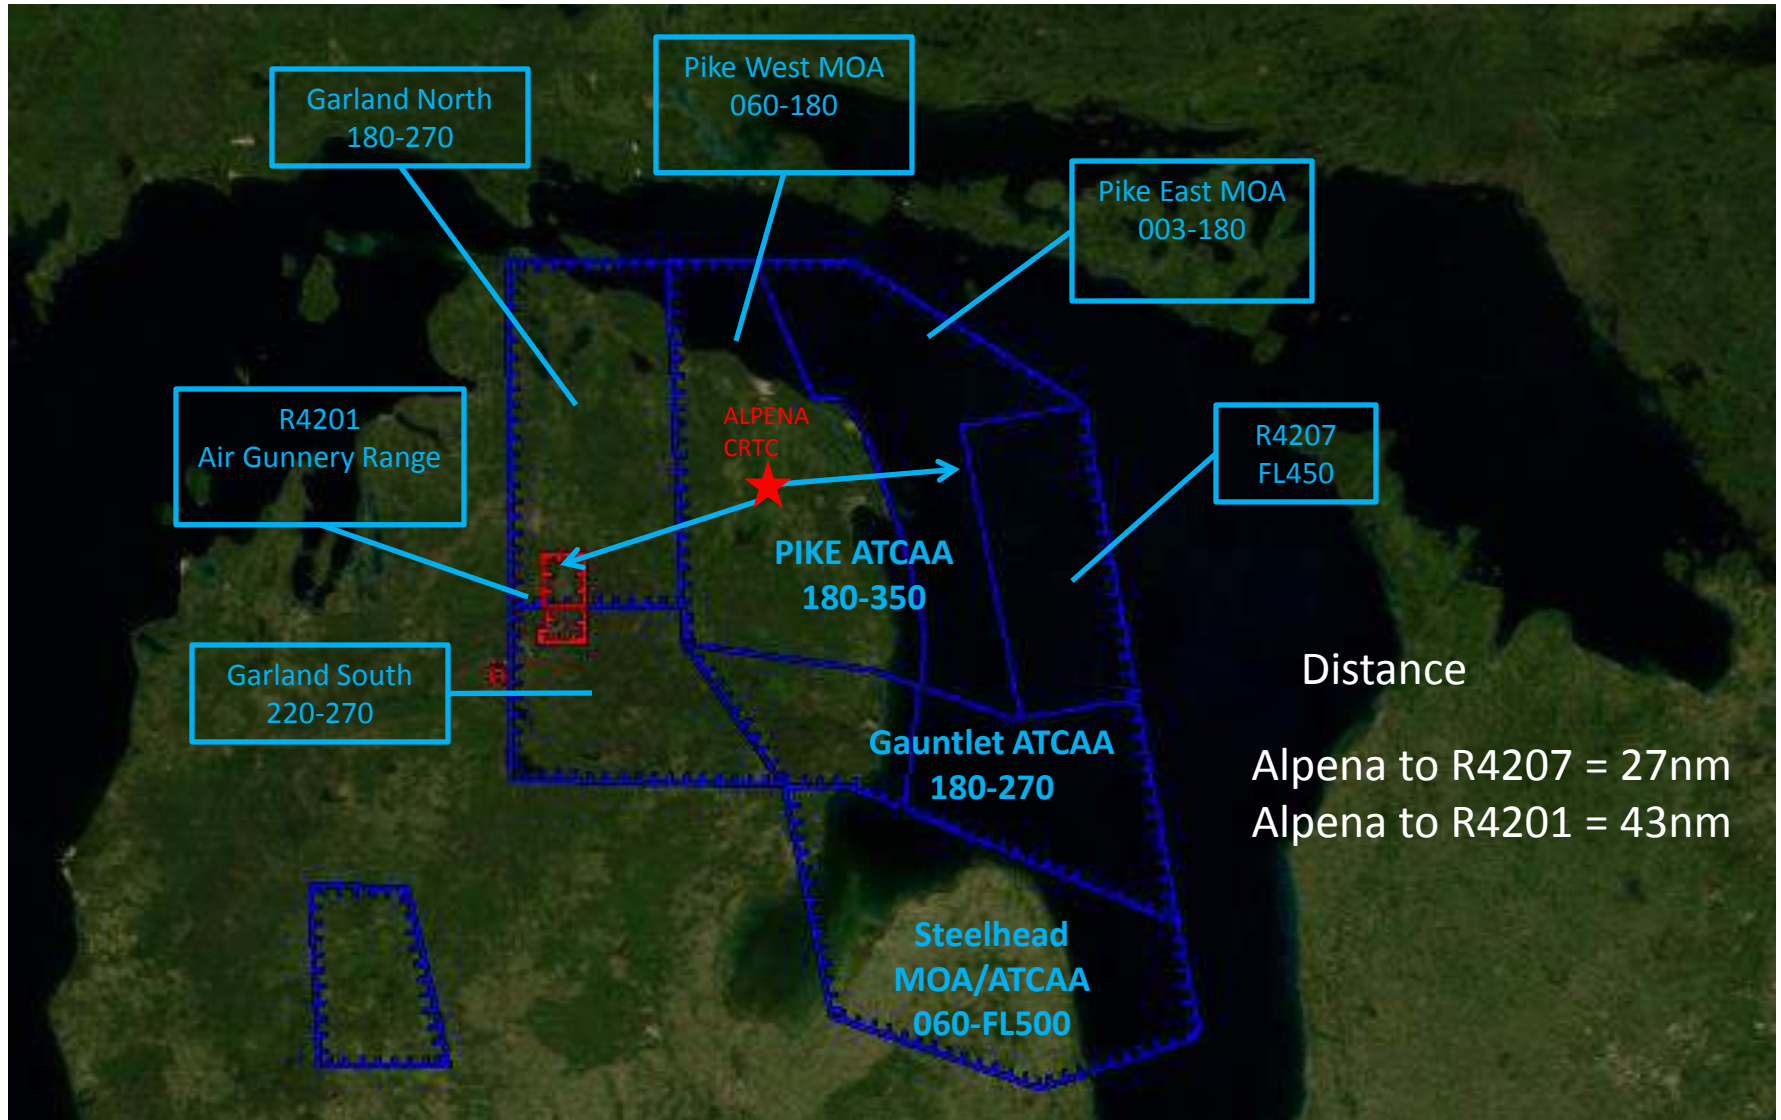 Pike West MOA
060-180
Garland North
180-270
Pike East MOA
003-180
R4201
Air Gunnery Range
ALPENA
CRTC
R4207
FL450
PIKE ATCAA
180-350
Garland South
220-270
Distance
Gauntlet ATCAA
180-270
Alpena to R4207 = 27nm
Alpena to R4201 = 43nm
Steelhead
MOA/ATCAA
060-FL500